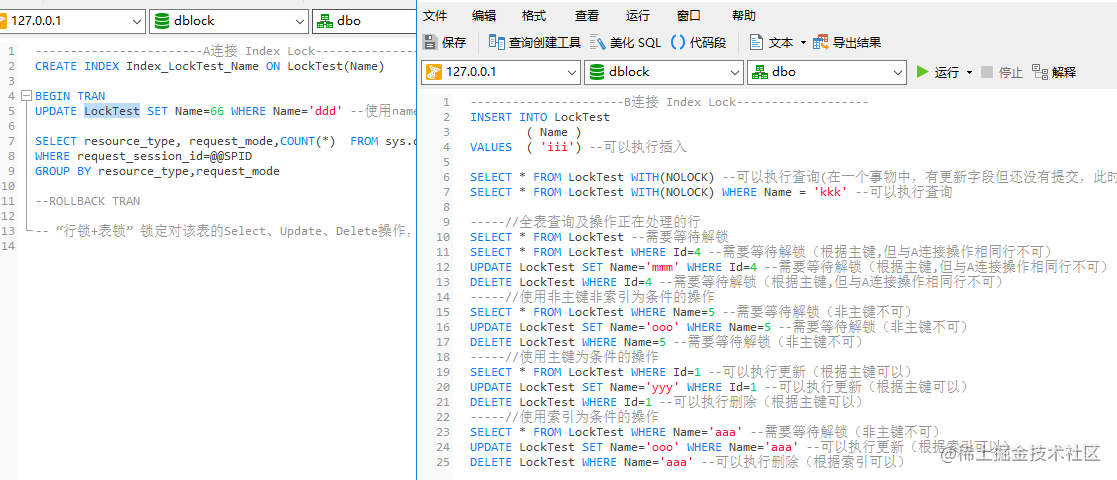 127.0.0.1 dblock dbo
1 -----------------------A连接 Index Lock--------------
2 CREATE INDEX Index_LockTest_Name ON LockTest(Name)
3
4 BEGIN TRAN
5 UPDATE LockTest SET Name=66 WHERE Name='ddd' --使用name
6
7 SELECT resource_type, request_mode,COUNT(*)  FROM sys.
8 WHERE request_session_id=@@SPID
9 GROUP BY resource_type,request_mode
10
11 --ROLLBACK TRAN
12
13 -- “行锁+表锁” 锁定对该表的Select、Update、Delete操作，
14
文件 编辑 格式 查看 运行 窗口 帮助
保存 查询创建工具 美化 SQL 代码段 文本 导出结果
127.0.0.1 dblock dbo 运行 停止 解释
1 ---------------------B连接 Index Lock------------------
2 INSERT INTO LockTest
3 ( Name )
4 VALUES  ( 'iii') --可以执行插入
5
6 SELECT * FROM LockTest WITH(NOLOCK) --可以执行查询(在一个事物中，有更新字段但还没有提交，此时
7 SELECT * FROM LockTest WITH(NOLOCK) WHERE Name = 'kkk' --可以执行查询
8
9 -----//全表查询及操作正在处理的行
10 SELECT * FROM LockTest --需要等待解锁
11 SELECT * FROM LockTest WHERE Id=4 --需要等待解锁（根据主键,但与A连接操作相同行不可）
12 UPDATE LockTest SET Name='mmm' WHERE Id=4 --需要等待解锁（根据主键,但与A连接操作相同行不可）
13 DELETE LockTest WHERE Id=4 --需要等待解锁（根据主键,但与A连接操作相同行不可）
14 -----//使用非主键非索引为条件的操作
15 SELECT * FROM LockTest WHERE Name=5 --需要等待解锁（非主键不可）
16 UPDATE LockTest SET Name='ooo' WHERE Name=5 --需要等待解锁（非主键不可）
17 DELETE LockTest WHERE Name=5 --需要等待解锁（非主键不可）
18 -----//使用主键为条件的操作
19 SELECT * FROM LockTest WHERE Id=1 --可以执行更新（根据主键可以）
20 UPDATE LockTest SET Name='yyy' WHERE Id=1 --可以执行更新（根据主键可以）
21 DELETE LockTest WHERE Id=1 --可以执行删除（根据主键可以）
22 -----//使用索引为条件的操作
23 SELECT * FROM LockTest WHERE Name='aaa' --需要等待解锁（非主键不可）
24 UPDATE LockTest SET Name='ooo' WHERE Name='aaa' --可以执行更新（根据索引可以）
25 DELETE LockTest WHERE Name='aaa' --可以执行删除（根据索引可以）
@稀土掘金技术社区